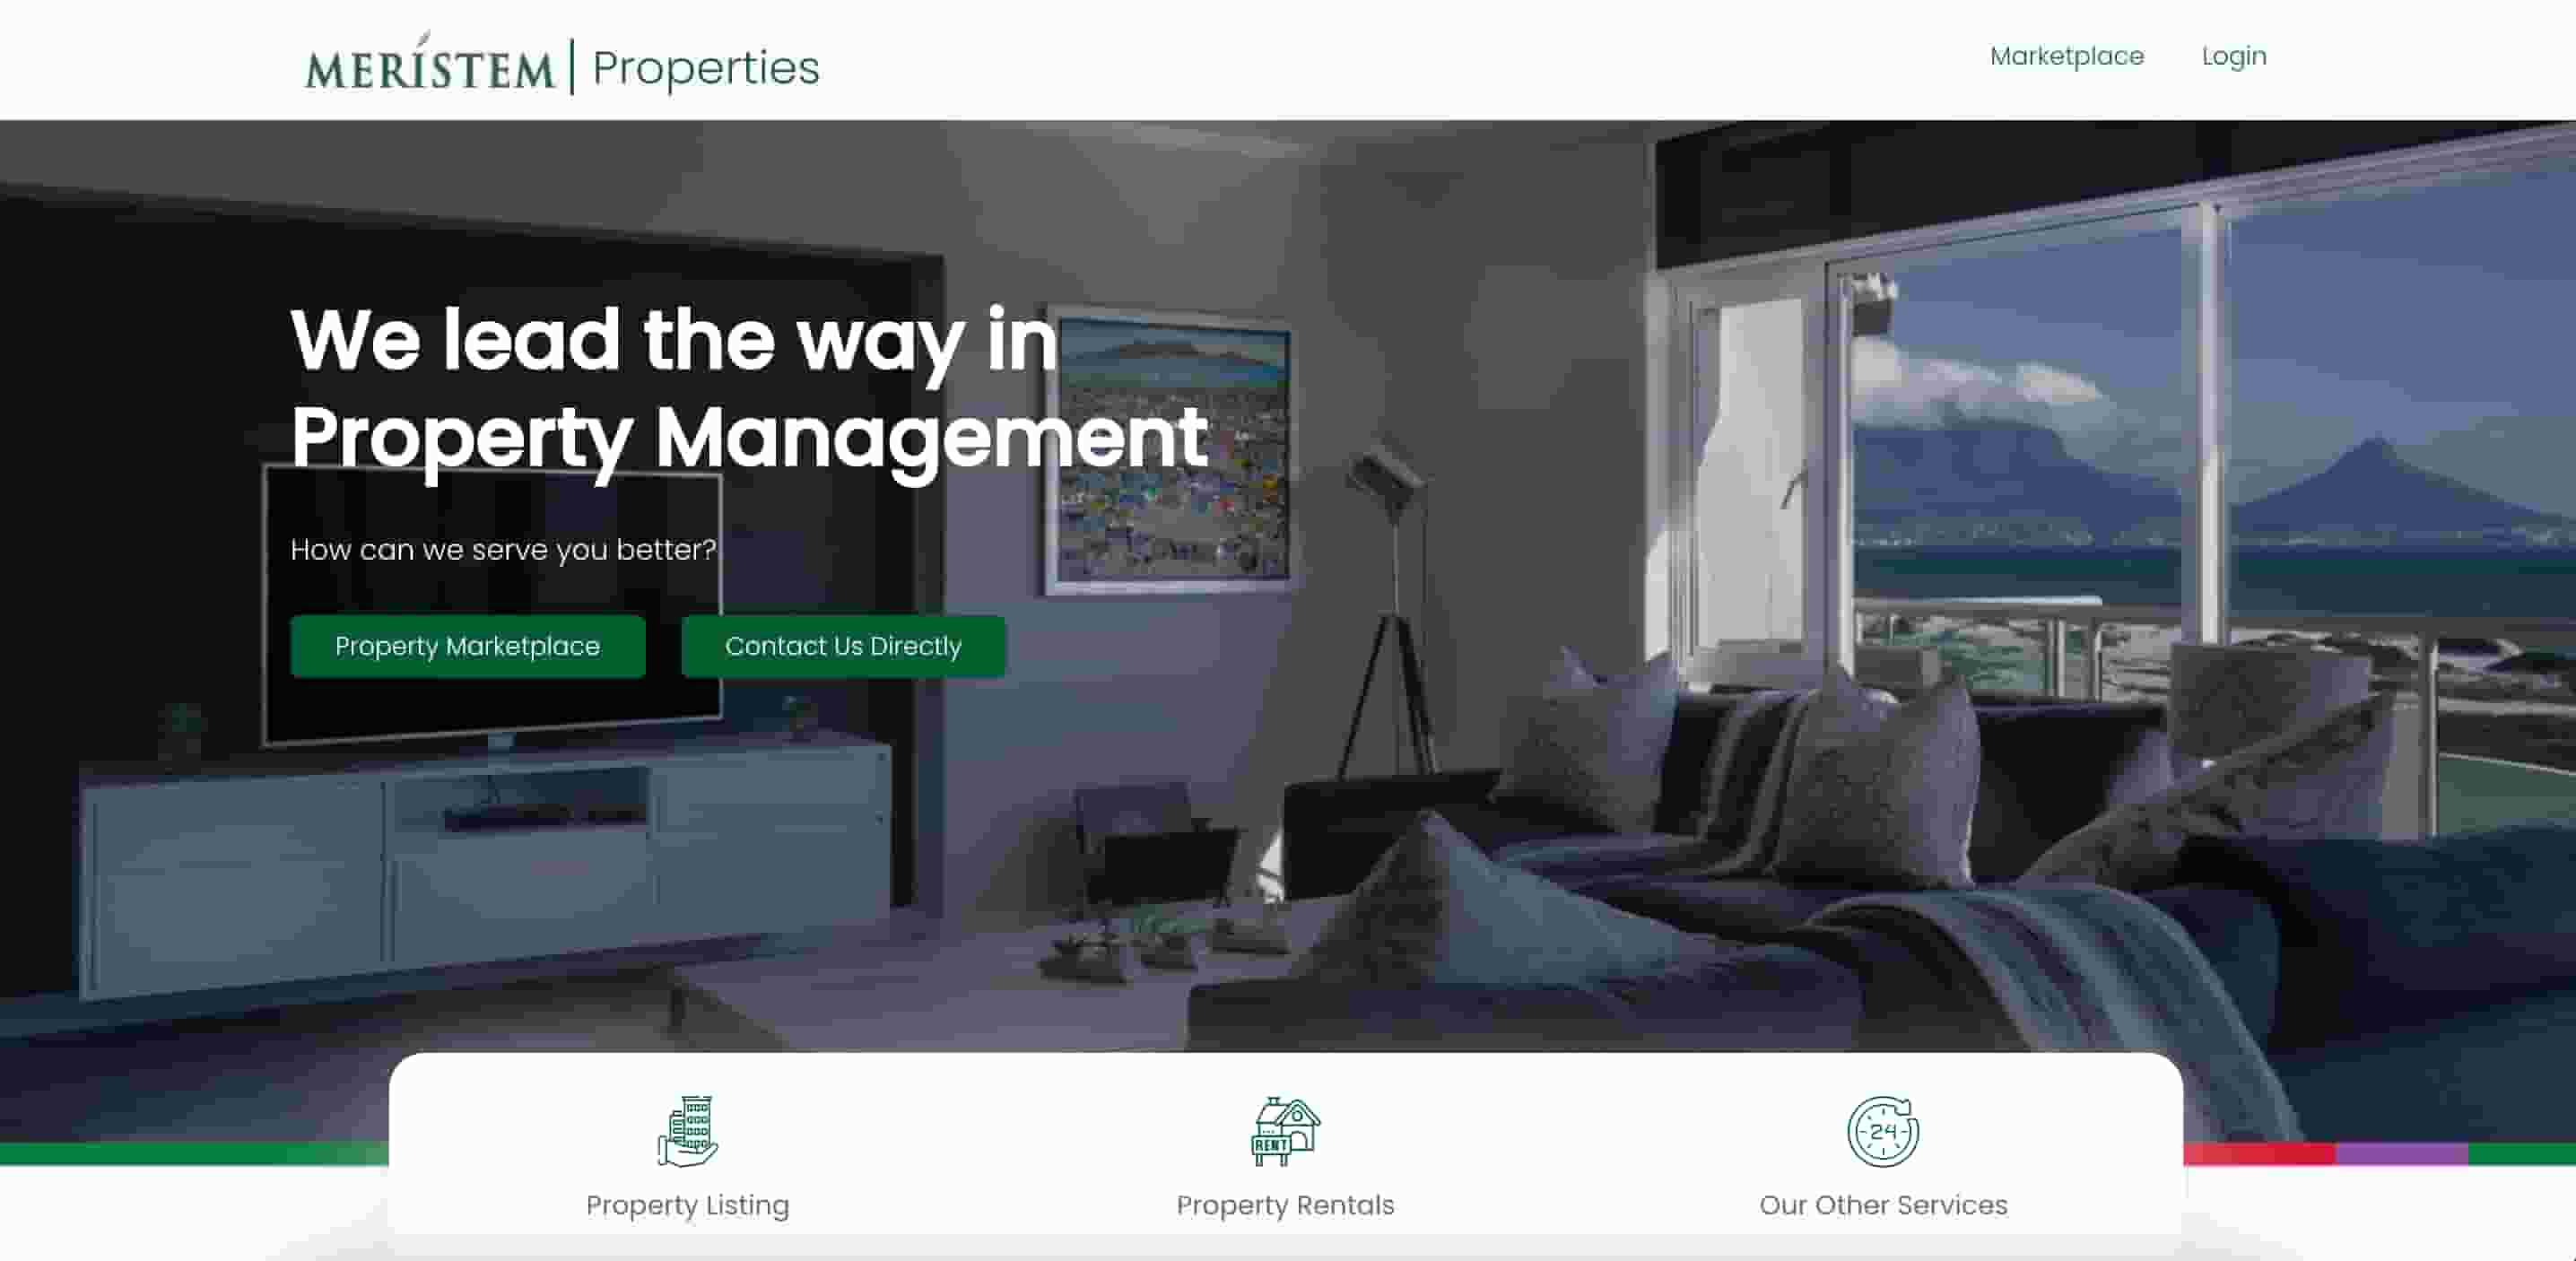 MERÍSTEM | Properties
Marketplace
Login
We lead the way in
Property Management
How can we serve you better?
Property Marketplace
Contact Us Directly
RENT
24
Property Listing
Property Rentals
Our Other Services